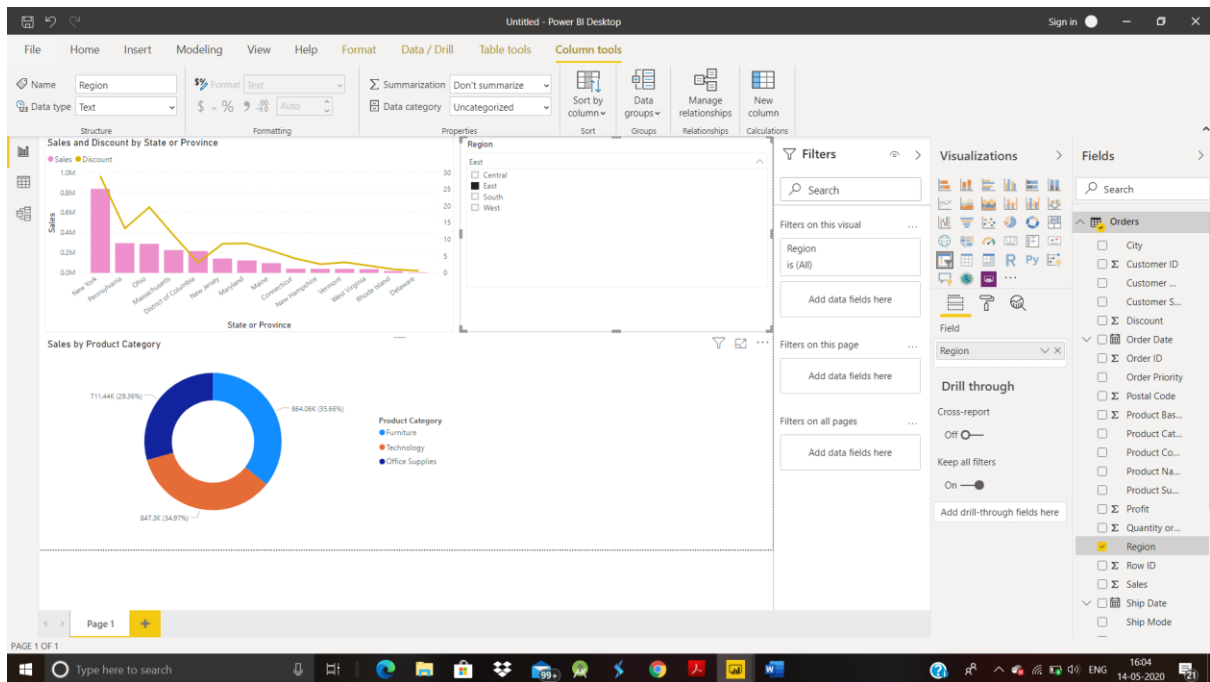 Untitled - Power BI Desktop
Sign in
File Home Insert Modeling View Help Format Data / Drill Table tools Column tools
Name Region
Data type Text
Structure
Format Text
$ % 9 Auto
Formatting
Summarization Don't summarize
Data category Uncategorized
Properties
Sort by column
Sort
Data groups
Groups
Manage relationships
Relationships
New column
Calculations
Sales and Discount by State or Province
Sales Discount
1.0M
0.8M
0.6M
0.4M
0.2M
0.0M
Sales
30
25
20
15
10
5
0
New York
Pennsylvania
Ohio
Massachusetts
District of Columbia
New Jersey
Maryland
Maine
Connecticut
New Hampshire
Vermont
West Virginia
Rhode Island
Delaware
State or Province
Region
East
Central
East
South
West
Sales by Product Category
711.44K (29.36%)
864.06K (35.66%)
847.3K (34.97%)
Product Category
Furniture
Technology
Office Supplies
Filters
Search
Filters on this visual ...
Region
is (All)
Add data fields here
Filters on this page ...
Add data fields here
Filters on all pages ...
Add data fields here
Visualizations
R Py
...
Field
Region
Drill through
Cross-report
Off
Keep all filters
On
Add drill-through fields here
Fields
Search
Orders
City
Σ Customer ID
Customer ...
Customer S...
Σ Discount
Order Date
Σ Order ID
Order Priority
Σ Postal Code
Σ Product Bas...
Product Cat...
Product Co...
Product Na...
Product Su...
Σ Profit
Σ Quantity or...
Region
Σ Row ID
Σ Sales
Ship Date
Ship Mode
Page 1 +
PAGE 1 OF 1
Type here to search
99+
ENG
16:04
14-05-2020
21